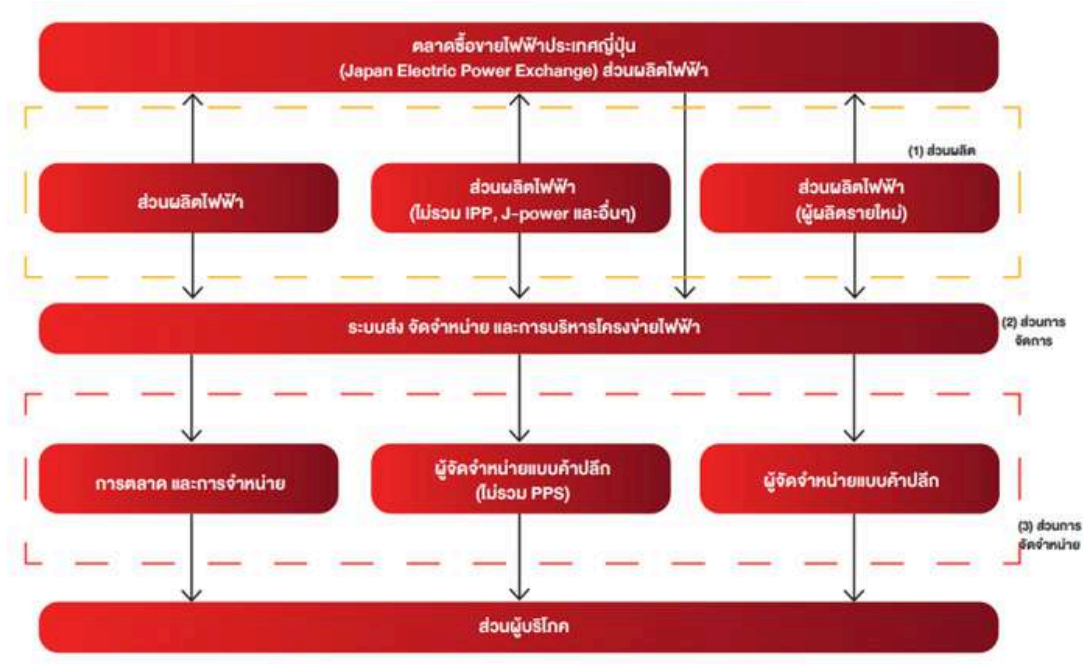 ตลาดซื้อขายไฟฟ้าประเทศญี่ปุ่น
(Japan Electric Power Exchange) ส่วนผลิตไฟฟ้า
(1) ส่วนผลิต
ส่วนผลิตไฟฟ้า
ส่วนผลิตไฟฟ้า
(ไม่รวม IPP, J-power และอื่นๆ)
ส่วนผลิตไฟฟ้า
(ผู้ผลิตรายใหม่)
ระบบส่ง จัดจำหน่าย และการบริหารโครงข่ายไฟฟ้า
(2) ส่วนการ
จัดการ
การตลาด และการจำหน่าย
ผู้จัดจำหน่ายแบบค้าปลีก
(ไม่รวม PPS)
ผู้จัดจำหน่ายแบบค้าปลีก
(3) ส่วนการ
จัดจำหน่าย
ส่วนผู้บริโภค